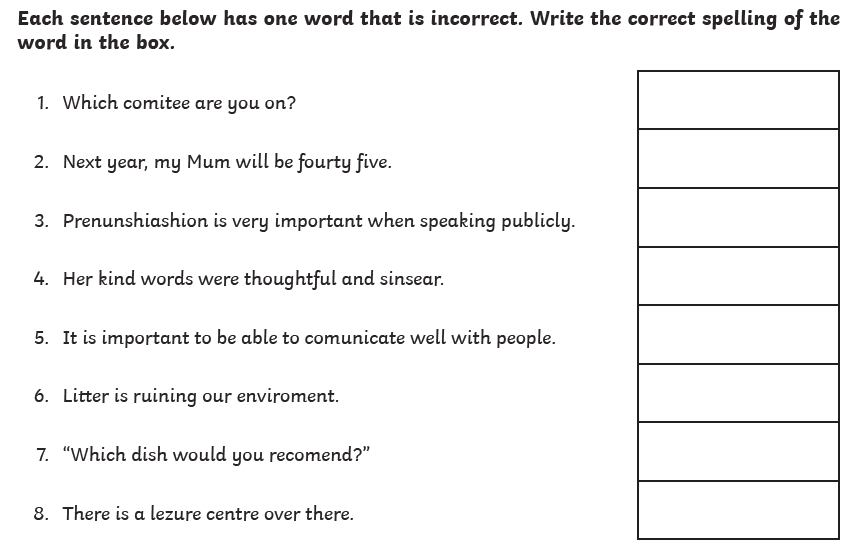 Each sentence below has one word that is incorrect. Write the correct spelling of the
word in the box.
1. Which comitee are you on?
2. Next year, my Mum will be fourty five.
3. Prenunshiashion is very important when speaking publicly.
4. Her kind words were thoughtful and sinsear.
5. It is important to be able to comunicate well with people.
6. Litter is ruining our enviroment.
7. “Which dish would you recomend?”
8. There is a lezure centre over there.